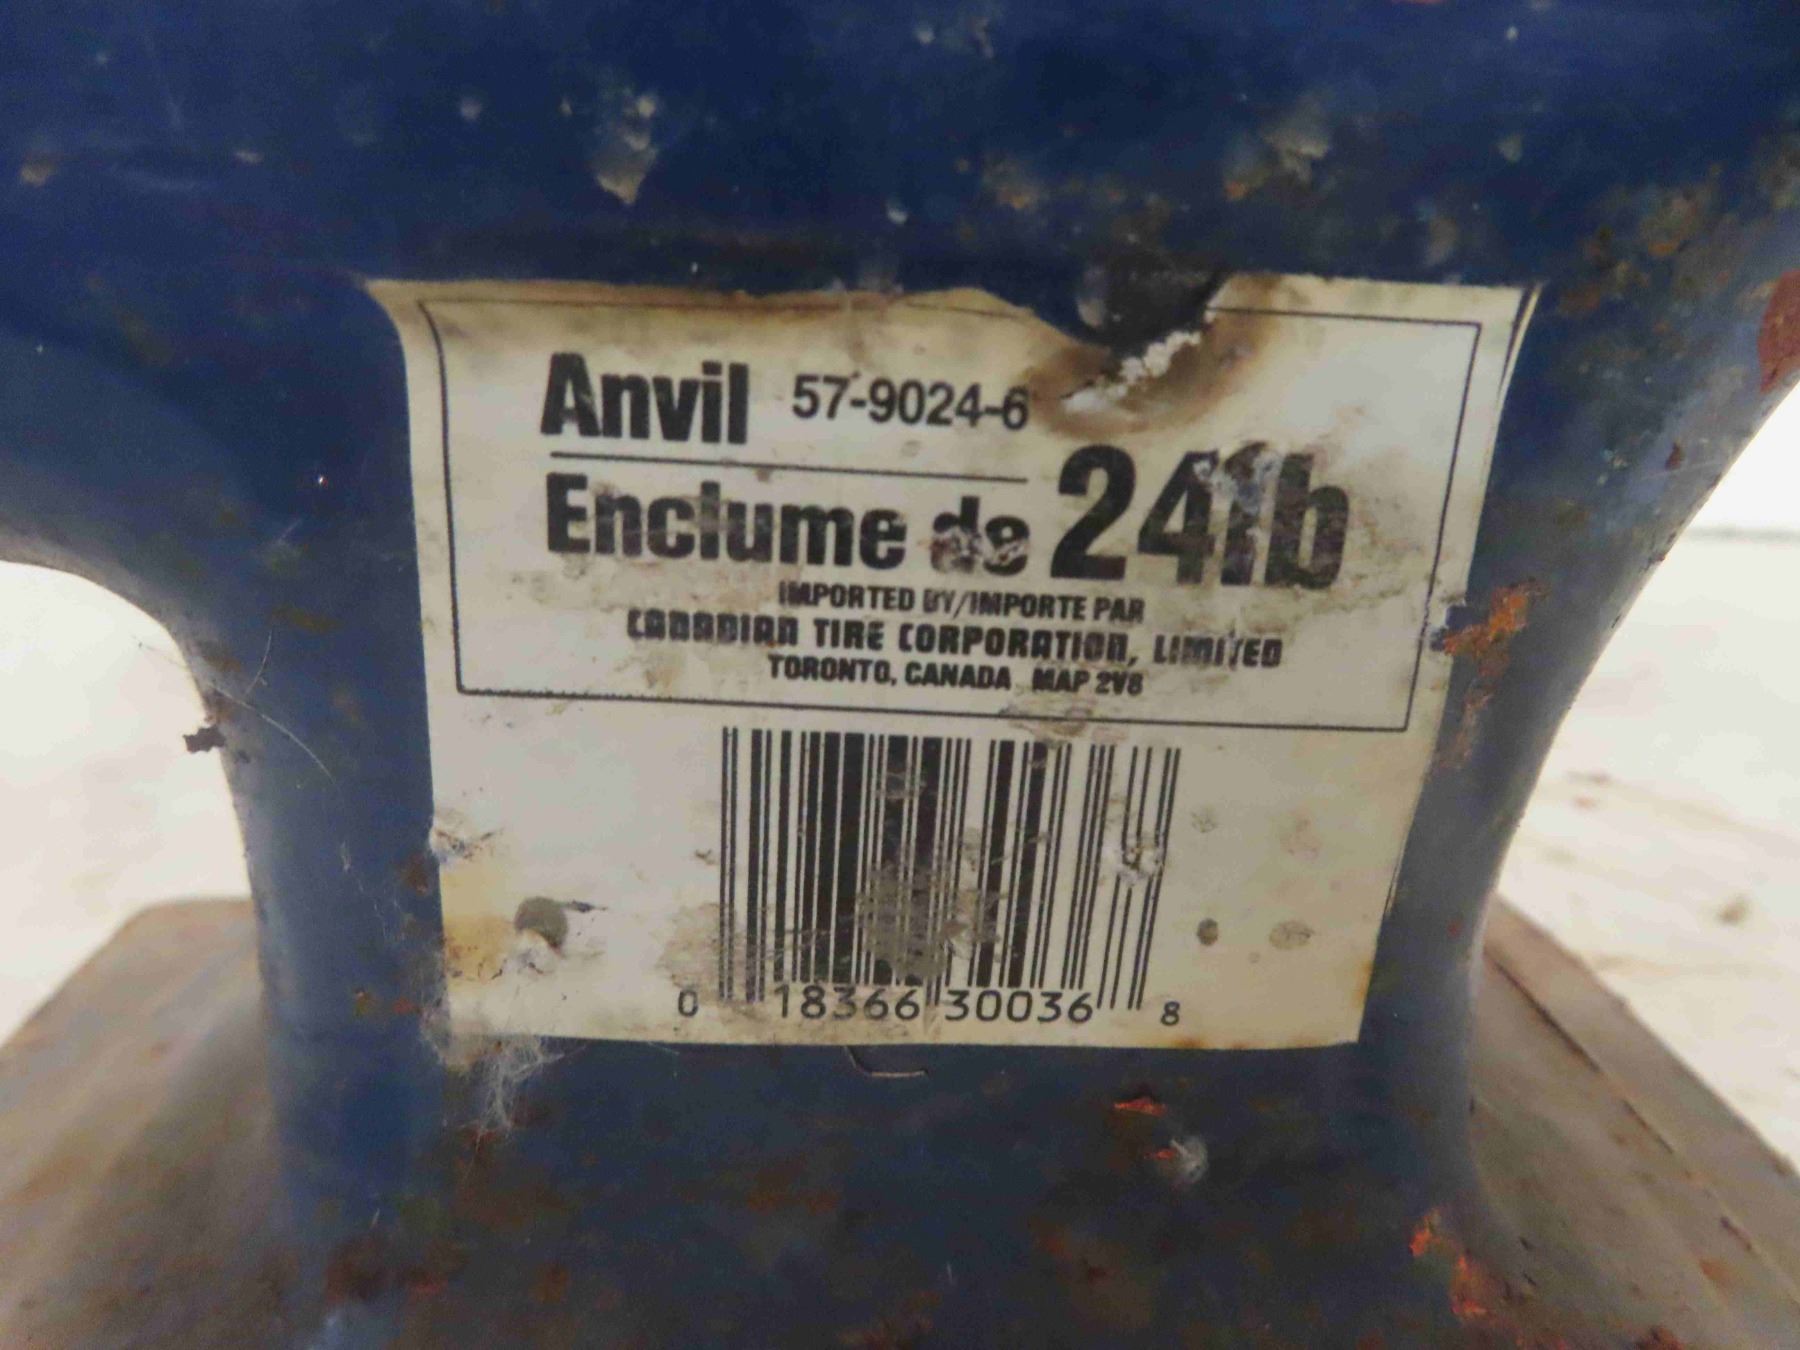 Anvil 57-9024-6
Enclume de 24lb
IMPORTED BY/IMPORTE PAR
CANADIAN TIRE CORPORATION, LIMITED
TORONTO, CANADA M4P 2V8
0 18366 30036 8